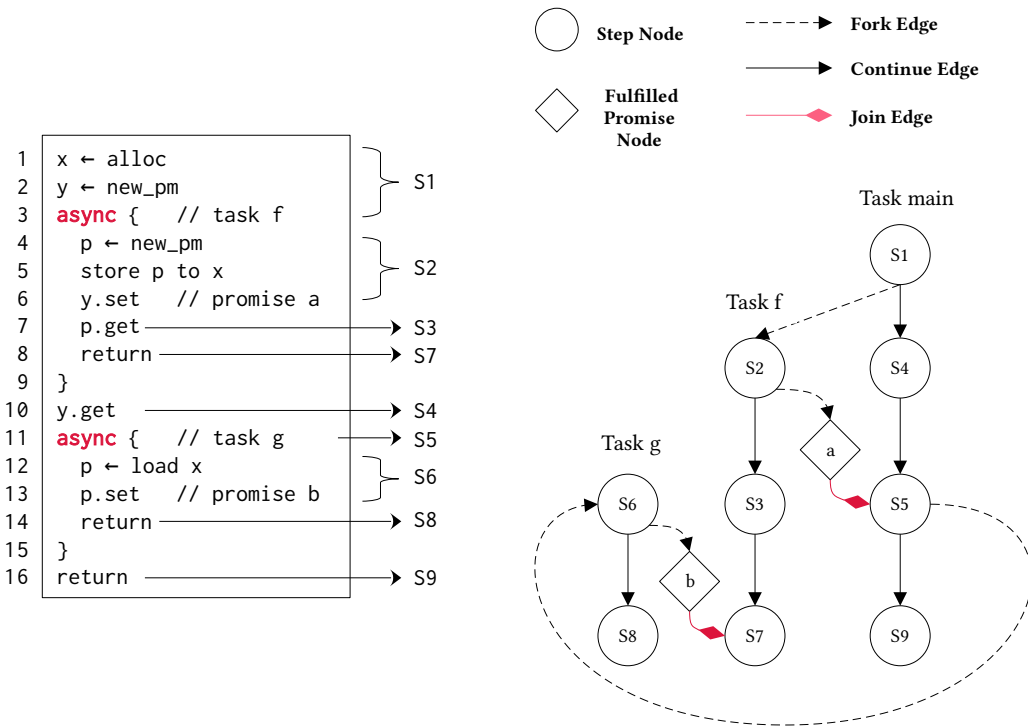 Step Node
Fork Edge
Continue Edge
Fulfilled
Promise
Node
Join Edge
1 x ← alloc
2 y ← new_pm
3 async { // task f
S1
4 p ← new_pm
5 store p to x
6 y.set // promise a
S2
7 p.get S3
8 return S7
9 }
10 y.get S4
11 async { // task g S5
12 p ← load x
13 p.set // promise b
S6
14 return S8
15 }
16 return S9
Task main
S1
Task f
S2
S4
a
Task g
S6
S3
S5
b
S8
S7
S9